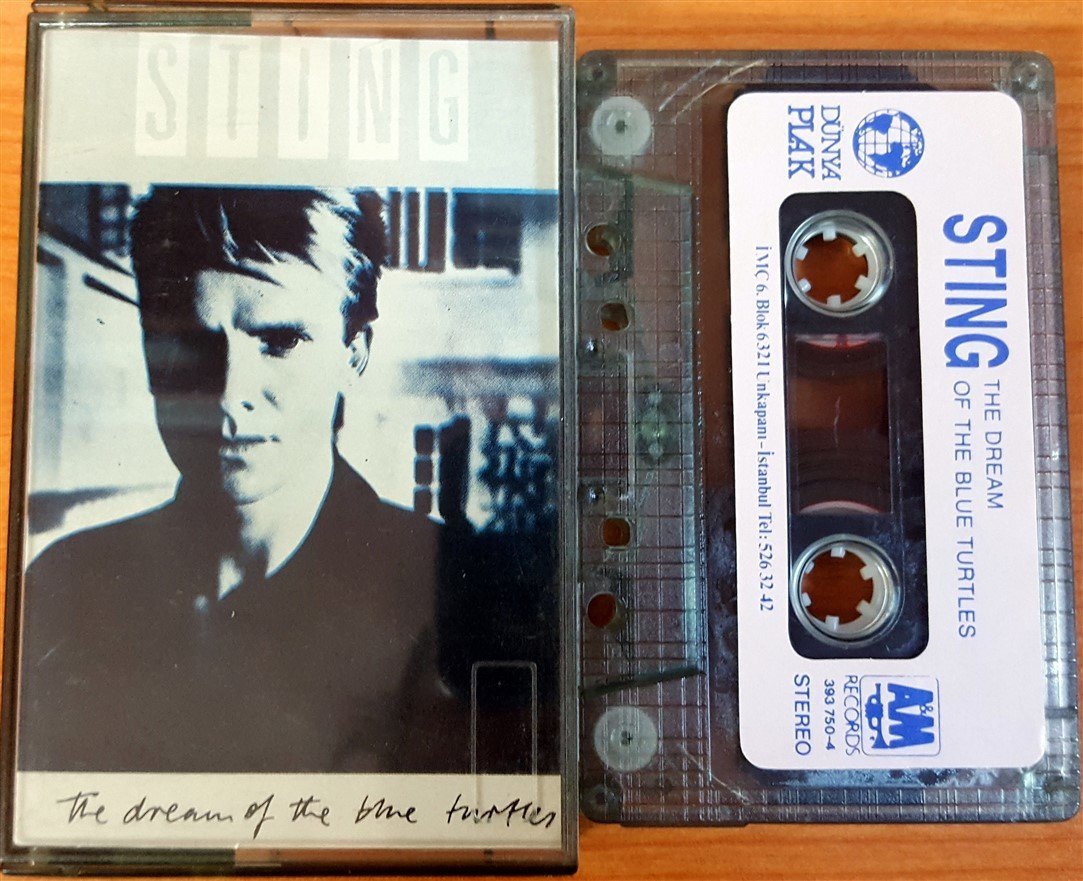 STING
the dream of the blue turtles
DÜNYA
PLAK
STING
THE DREAM
OF THE BLUE TURTLES
İMÇ 6. Blok 6321 Unkapanı - İstanbul Tel: 526 32 42
A&M
RECORDS
393 750-4
STEREO